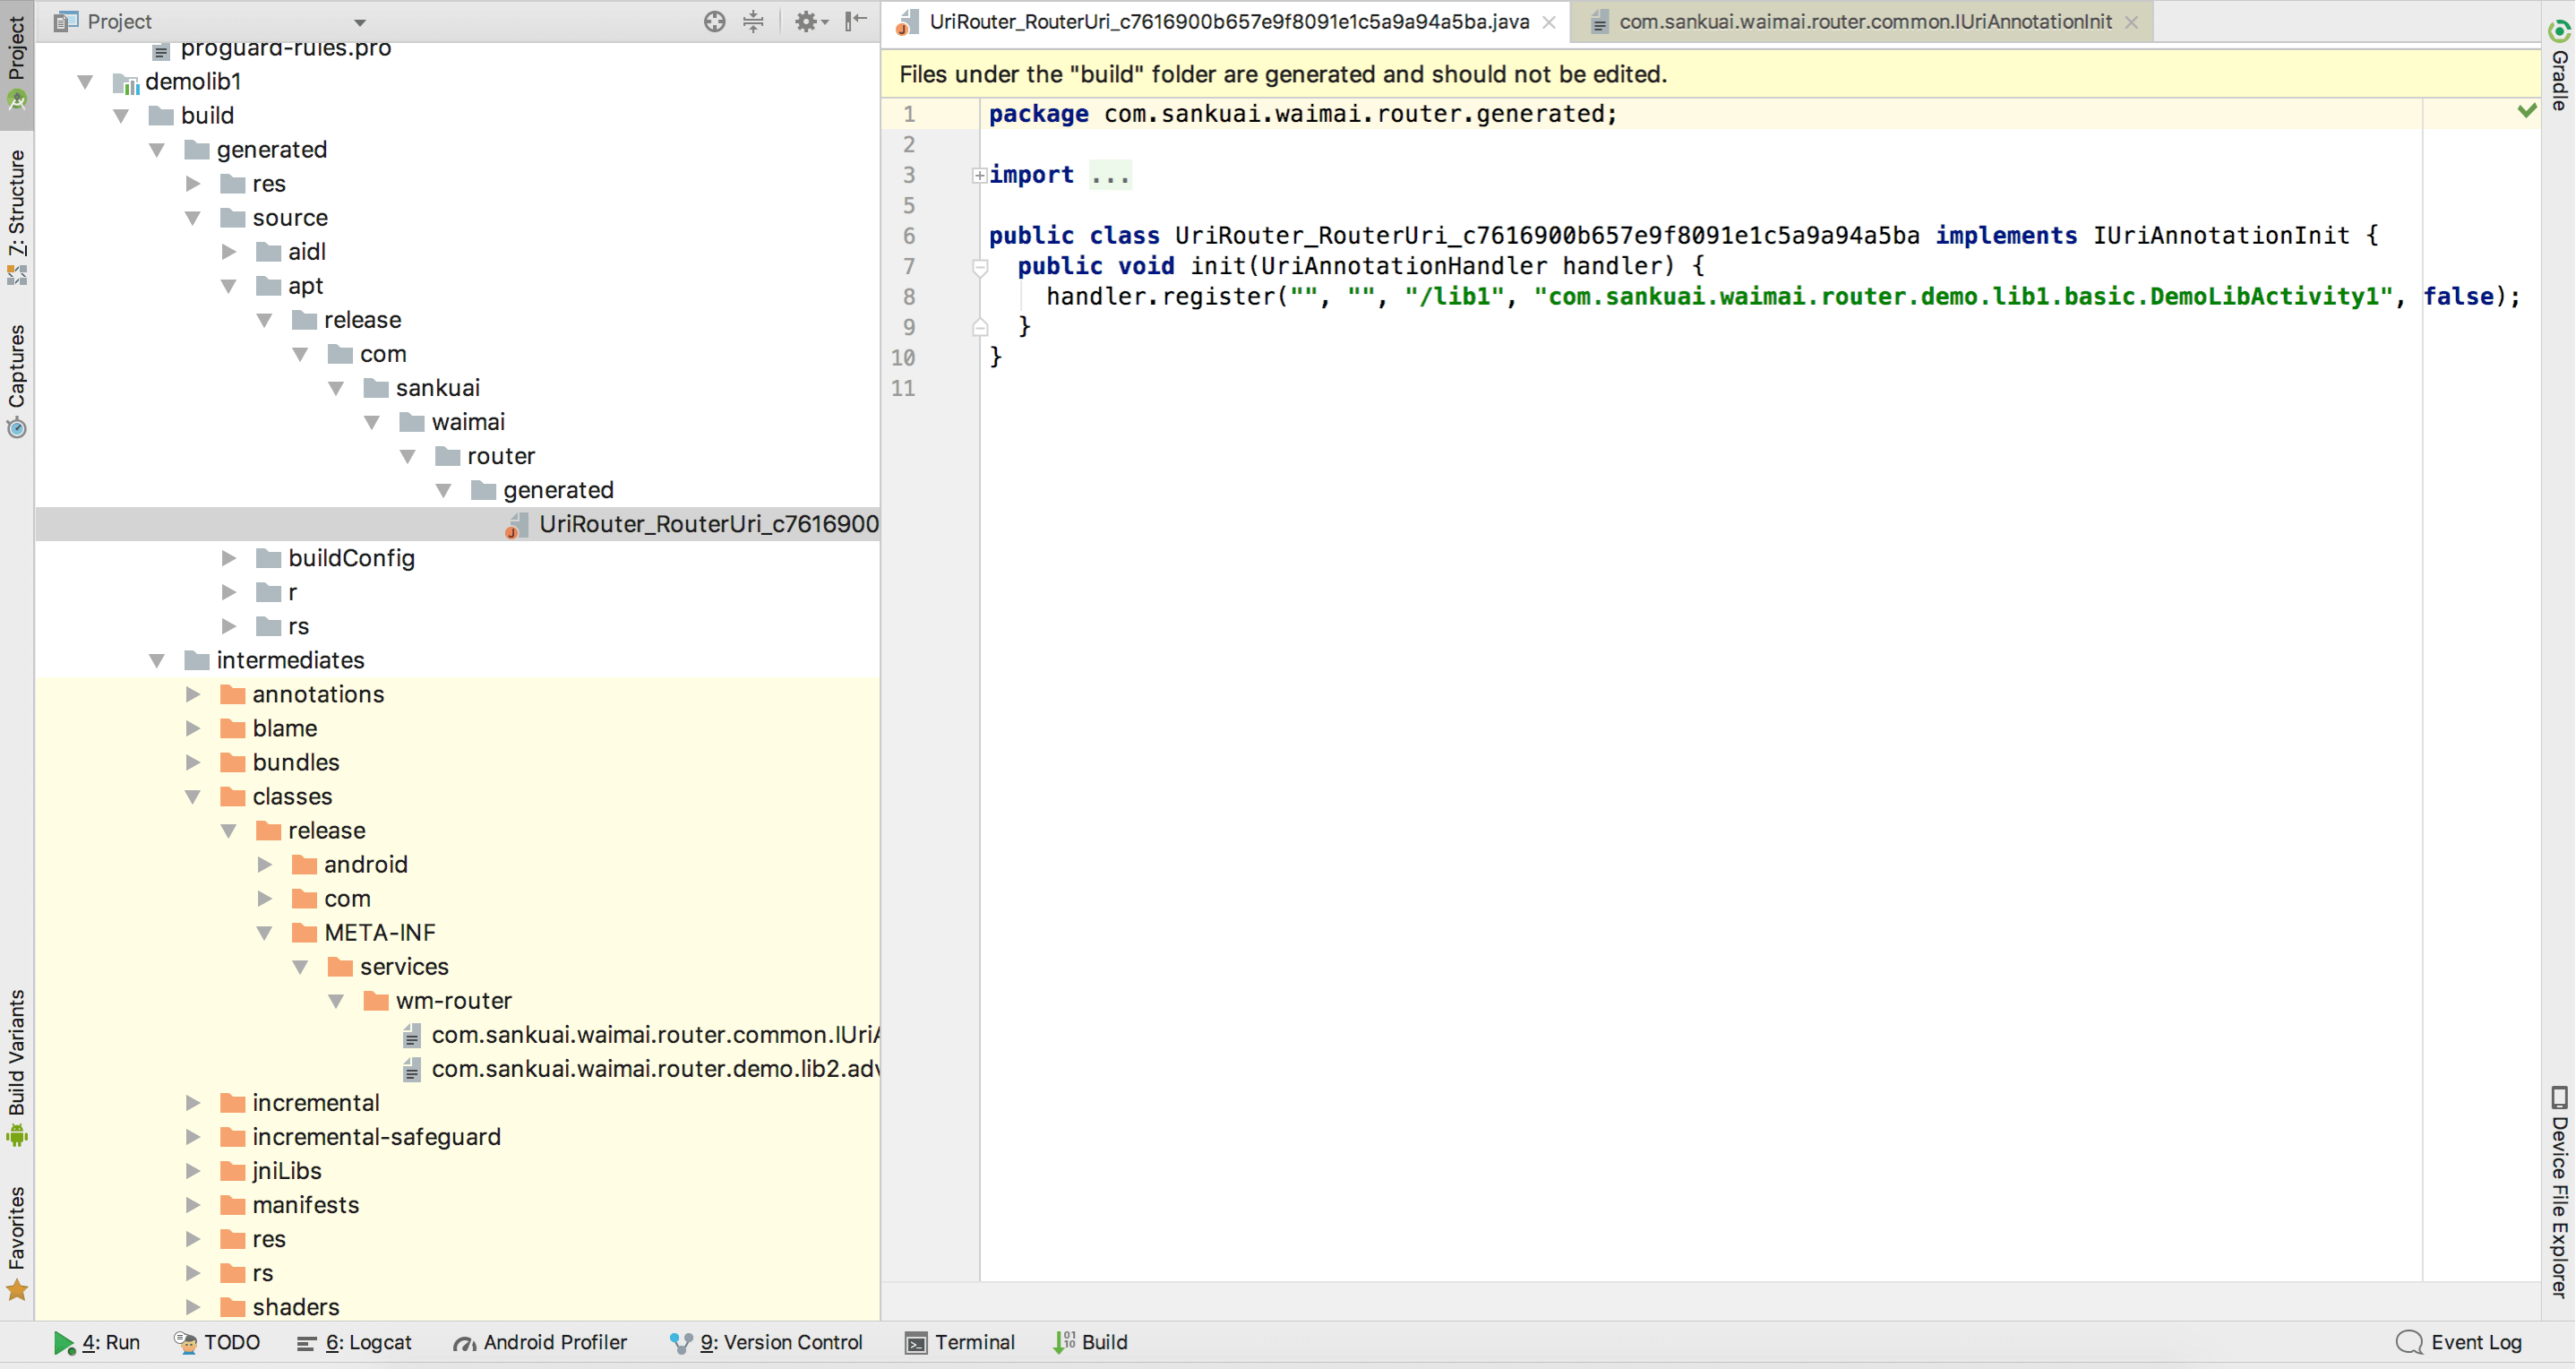 Project
UriRouter_RouterUri_c7616900b657e9f8091e1c5a9a94a5ba.java
com.sankuai.waimai.router.common.IUriAnnotationInit
Project
Z: Structure
Captures
Build Variants
Favorites
proguard-rules.pro
demolib1
build
generated
res
source
aidl
apt
release
com
sankuai
waimai
router
generated
UriRouter_RouterUri_c7616900
buildConfig
r
rs
intermediates
annotations
blame
bundles
classes
release
android
com
META-INF
services
wm-router
com.sankuai.waimai.router.common.IUriA
com.sankuai.waimai.router.demo.lib2.adv
incremental
incremental-safeguard
jniLibs
manifests
res
rs
shaders
Files under the "build" folder are generated and should not be edited.
1 package com.sankuai.waimai.router.generated;
2
3 import ...
5
6 public class UriRouter_RouterUri_c7616900b657e9f8091e1c5a9a94a5ba implements IUriAnnotationInit {
7 public void init(UriAnnotationHandler handler) {
8 handler.register("", "", "/lib1", "com.sankuai.waimai.router.demo.lib1.basic.DemoLibActivity1", false);
9 }
10 }
11
Gradle
Device File Explorer
4: Run
TODO
6: Logcat
Android Profiler
9: Version Control
Terminal
Build
Event Log